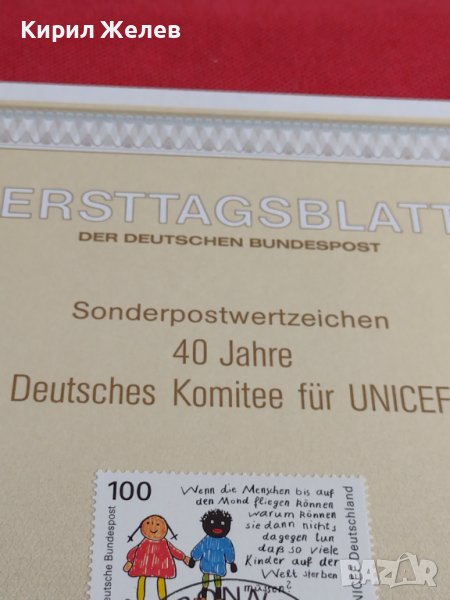 Кирил Желев
ERSTTAGSBLATT
DER DEUTSCHEN BUNDESPOST
Sonderpostwertzeichen
40 Jahre
Deutsches Komitee für UNICEF
100
Deutsche Bundespost
Wenn die Menschen bis auf
den Mond fliegen können
warum können
sie dann nicht,
dagegen tun
daß so viele
Kinder auf der
Welt sterben
müssen?
UNICEF Deutschland
BAZAR